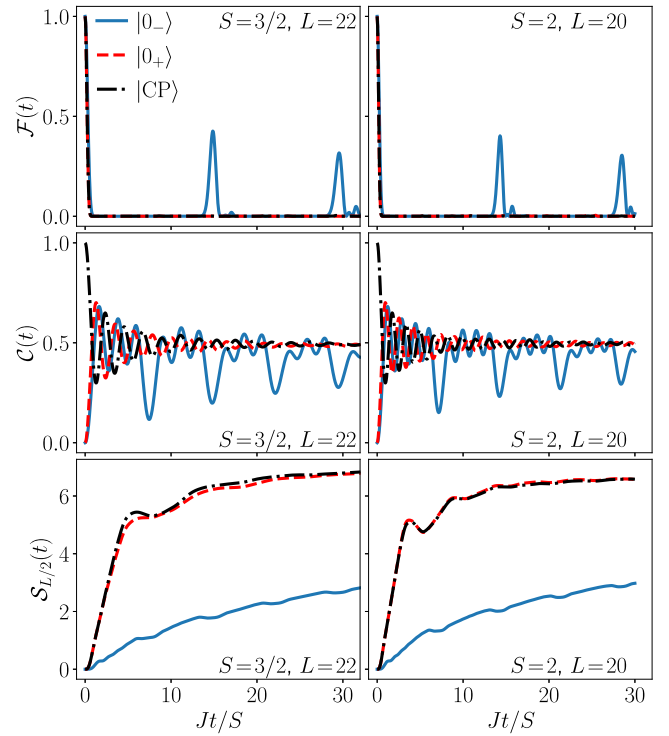 S=3/2, L=22
S=2, L=20
|0₋⟩
|0₊⟩
|CP⟩
F(t)
1.0
0.5
0.0
C(t)
1.0
0.5
0.0
S=3/2, L=22
S=2, L=20
S_{L/2}(t)
6
4
2
0
S=3/2, L=22
S=2, L=20
0 10 20 30
0 10 20 30
Jt/S
Jt/S